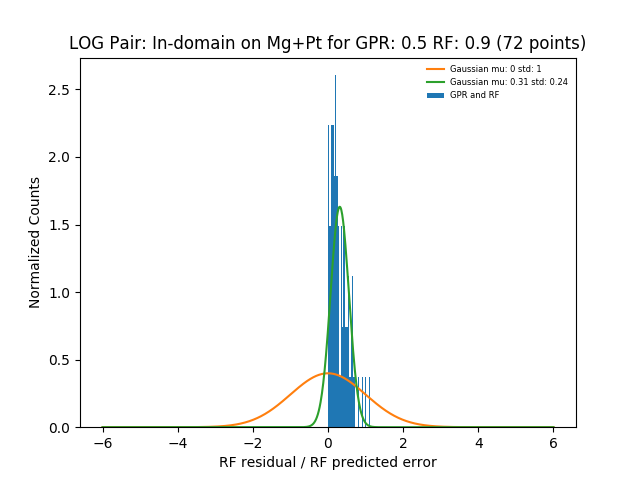 LOG Pair: In-domain on Mg+Pt for GPR: 0.5 RF: 0.9 (72 points)
Gaussian mu: 0 std: 1
Gaussian mu: 0.31 std: 0.24
GPR and RF
Normalized Counts
2.5
2.0
1.5
1.0
0.5
0.0
−6
−4
−2
0
2
4
6
RF residual / RF predicted error